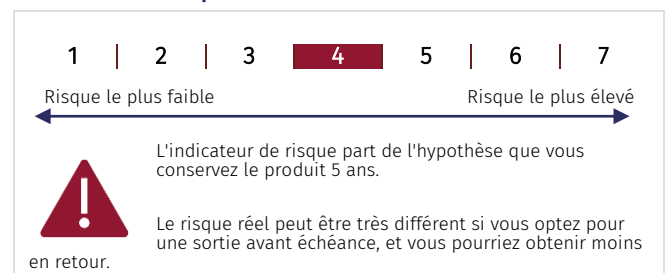 1 | 2 | 3 | 4 | 5 | 6 | 7
Risque le plus faible Risque le plus élevé
L'indicateur de risque part de l'hypothèse que vous
conservez le produit 5 ans.
Le risque réel peut être très différent si vous optez pour
une sortie avant échéance, et vous pourriez obtenir moins
en retour.